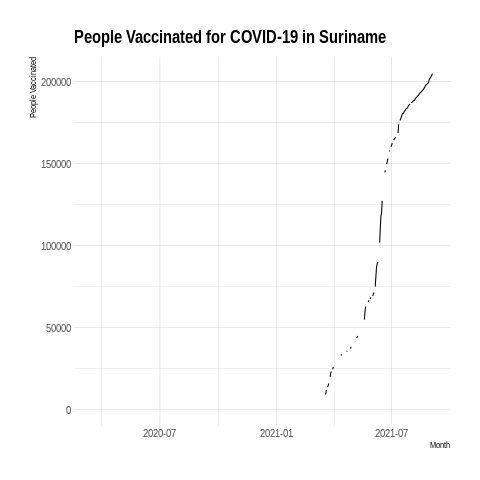 People Vaccinated for COVID-19 in Suriname
People Vaccinated
200000
150000
100000
50000
0
2020-07
2021-01
2021-07
Month